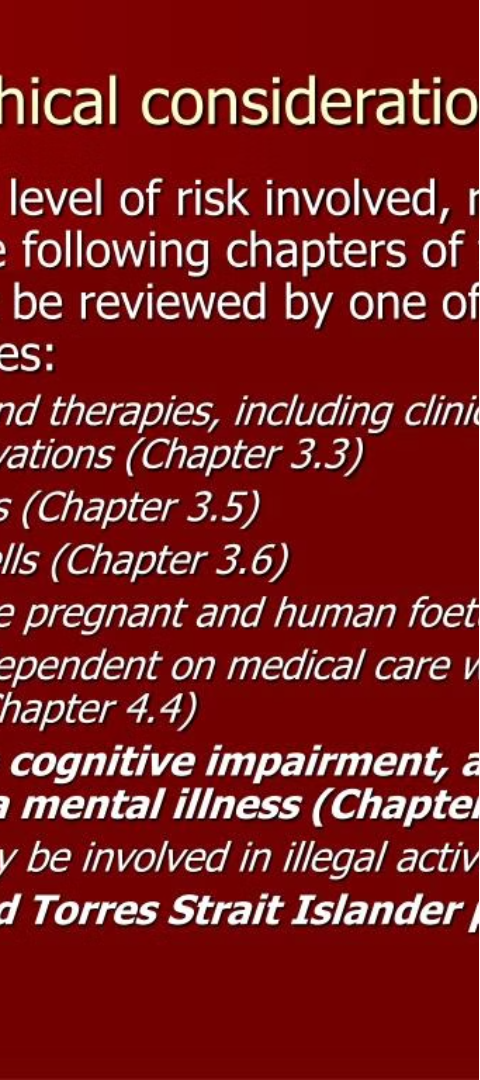 hical consideratio
level of risk involved, r
e following chapters of
be reviewed by one of
es:
nd therapies, including clinic
vations (Chapter 3.3)
s (Chapter 3.5)
ells (Chapter 3.6)
e pregnant and human foet
ependent on medical care w
Chapter 4.4)
cognitive impairment, a
a mental illness (Chapter
y be involved in illegal activ
d Torres Strait Islander p